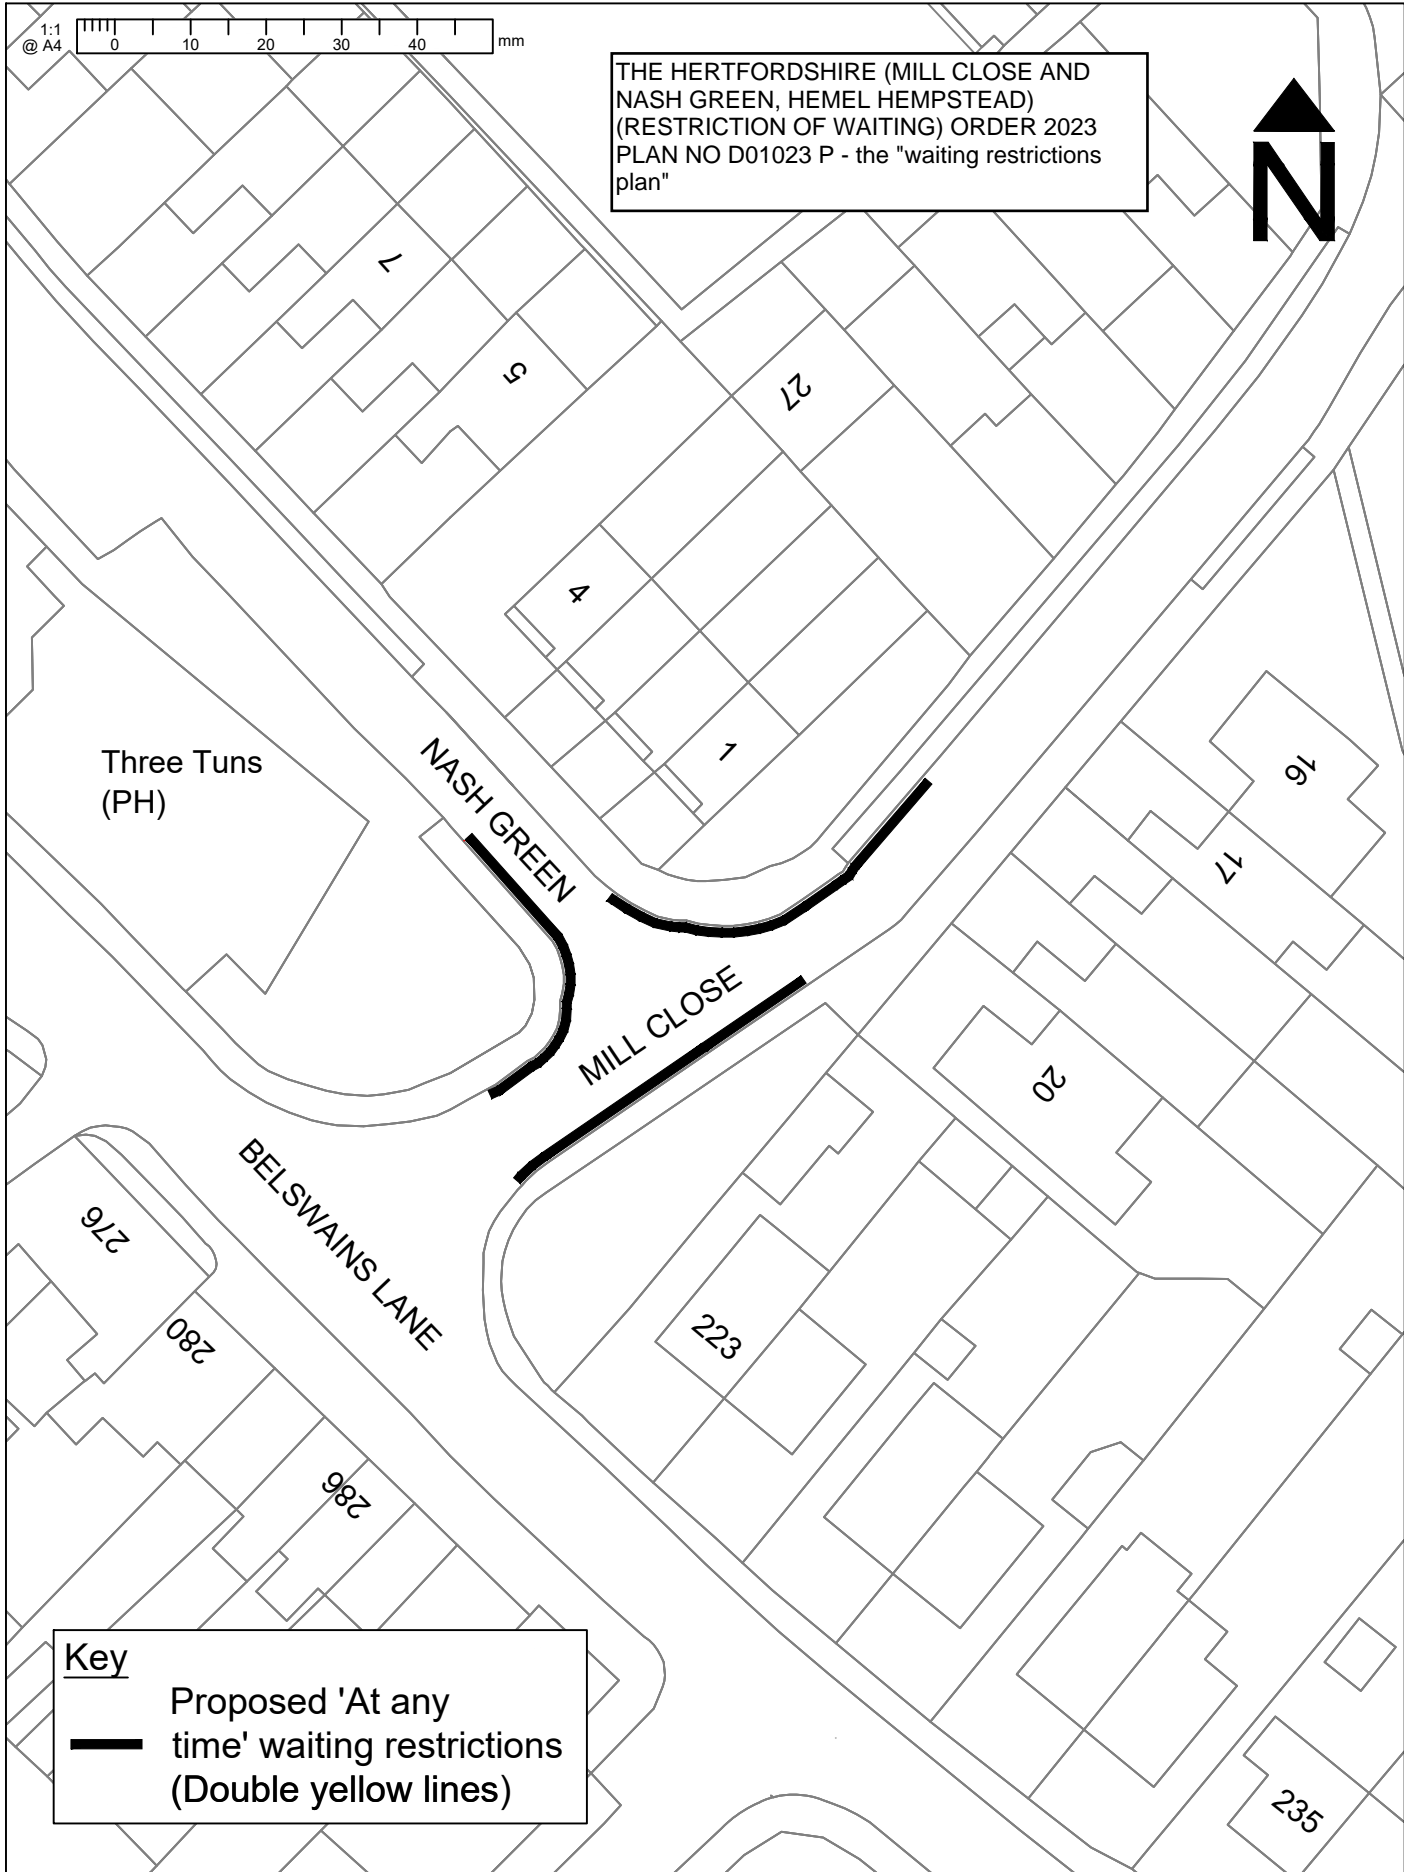 1:1
@ A4
0 10 20 30 40 mm
THE HERTFORDSHIRE (MILL CLOSE AND
NASH GREEN, HEMEL HEMPSTEAD)
(RESTRICTION OF WAITING) ORDER 2023
PLAN NO D01023 P - the "waiting restrictions
plan"
N
7
5
27
4
1
Three Tuns
(PH)
NASH GREEN
16
17
MILL CLOSE
20
BELSWAINS LANE
276
280
223
286
235
Key
Proposed 'At any
time' waiting restrictions
(Double yellow lines)